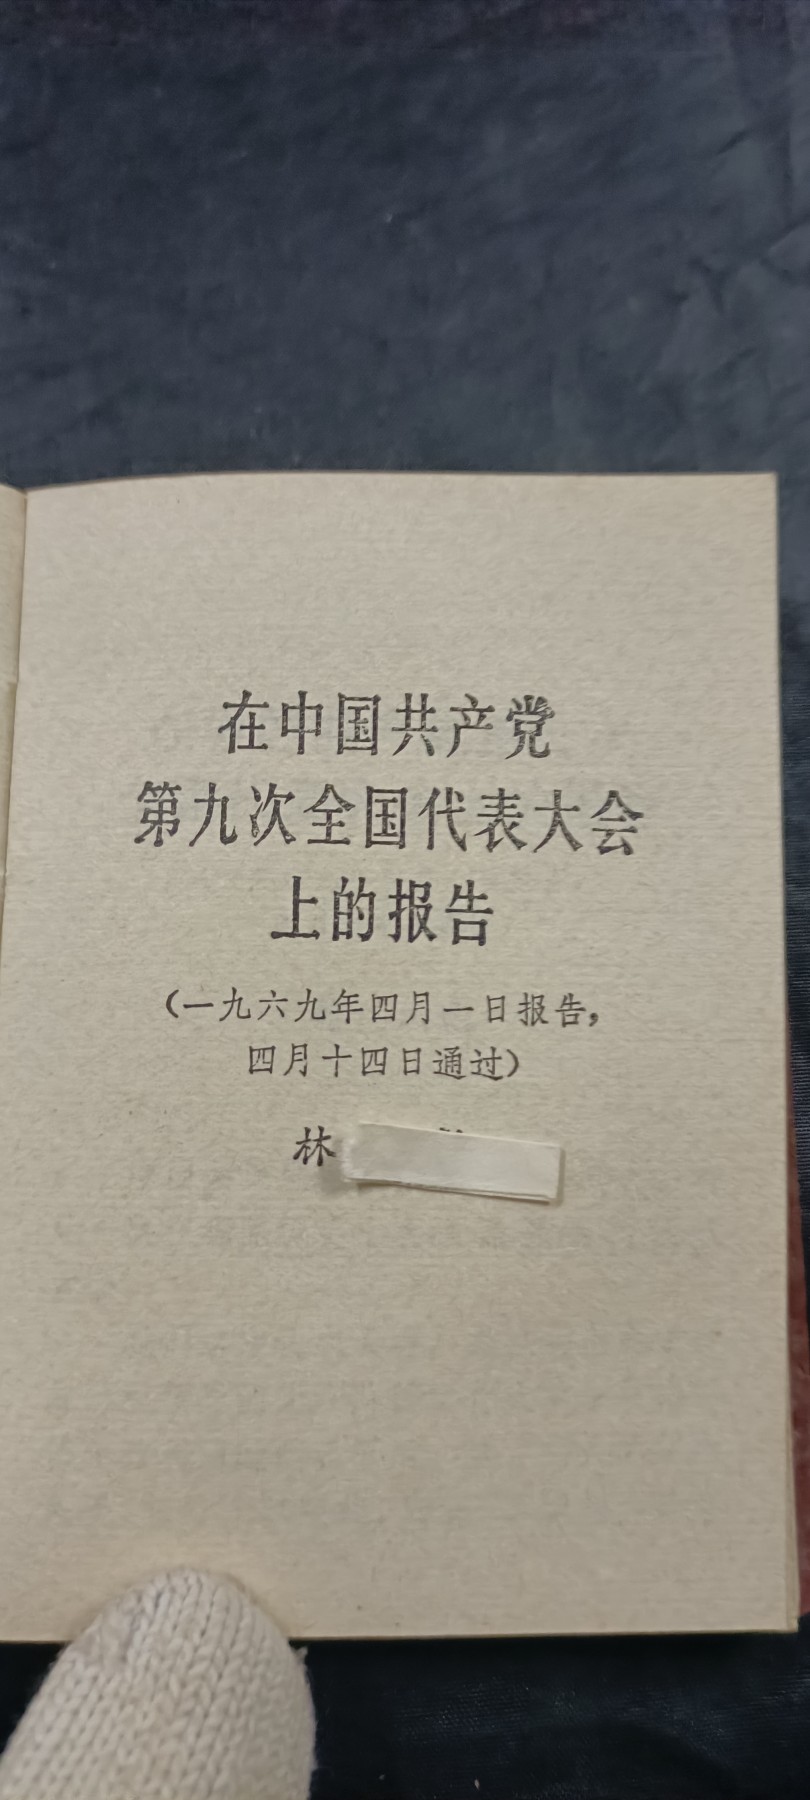 在中国共产党
第九次全国代表大会
上的报告
（一九六九年四月一日报告，
四月十四日通过）
林